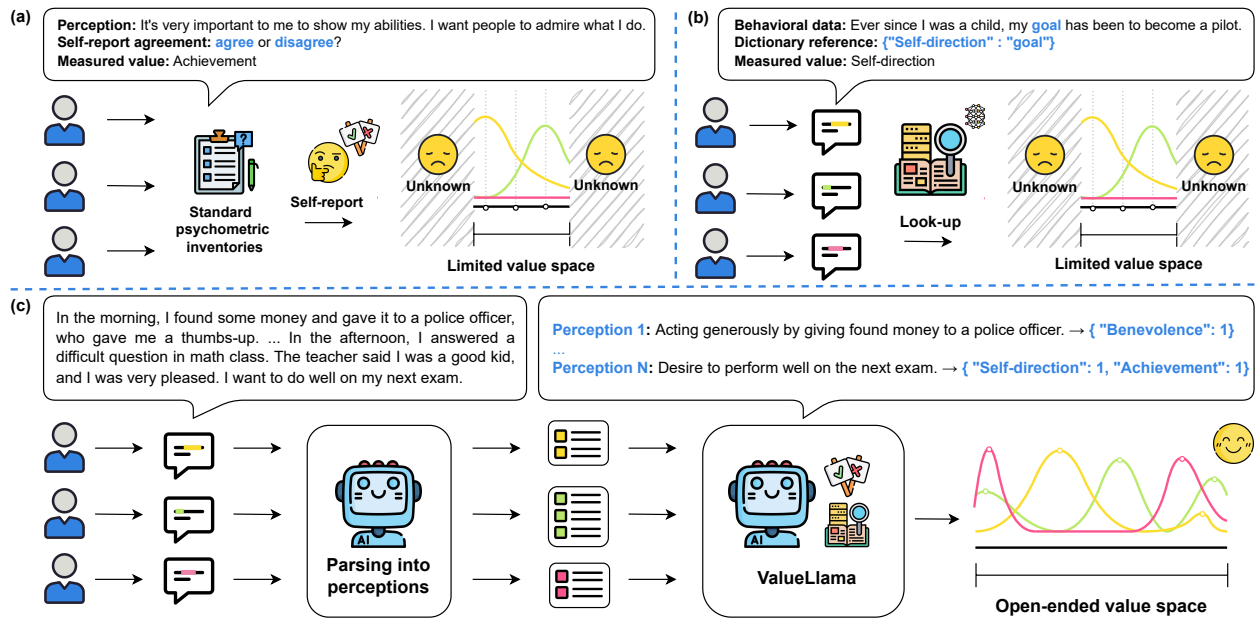 (a)
Perception: It's very important to me to show my abilities. I want people to admire what I do.
Self-report agreement: agree or disagree?
Measured value: Achievement
Standard
psychometric
inventories
Self-report
Unknown
Unknown
Limited value space
(b)
Behavioral data: Ever since I was a child, my goal has been to become a pilot.
Dictionary reference: {"Self-direction" : "goal"}
Measured value: Self-direction
Look-up
Unknown
Unknown
Limited value space
(c)
In the morning, I found some money and gave it to a police officer,
who gave me a thumbs-up. ... In the afternoon, I answered a
difficult question in math class. The teacher said I was a good kid,
and I was very pleased. I want to do well on my next exam.
Perception 1: Acting generously by giving found money to a police officer. → { "Benevolence": 1}
...
Perception N: Desire to perform well on the next exam. → { "Self-direction": 1, "Achievement": 1}
AI
Parsing into
perceptions
AI
ValueLlama
Open-ended value space